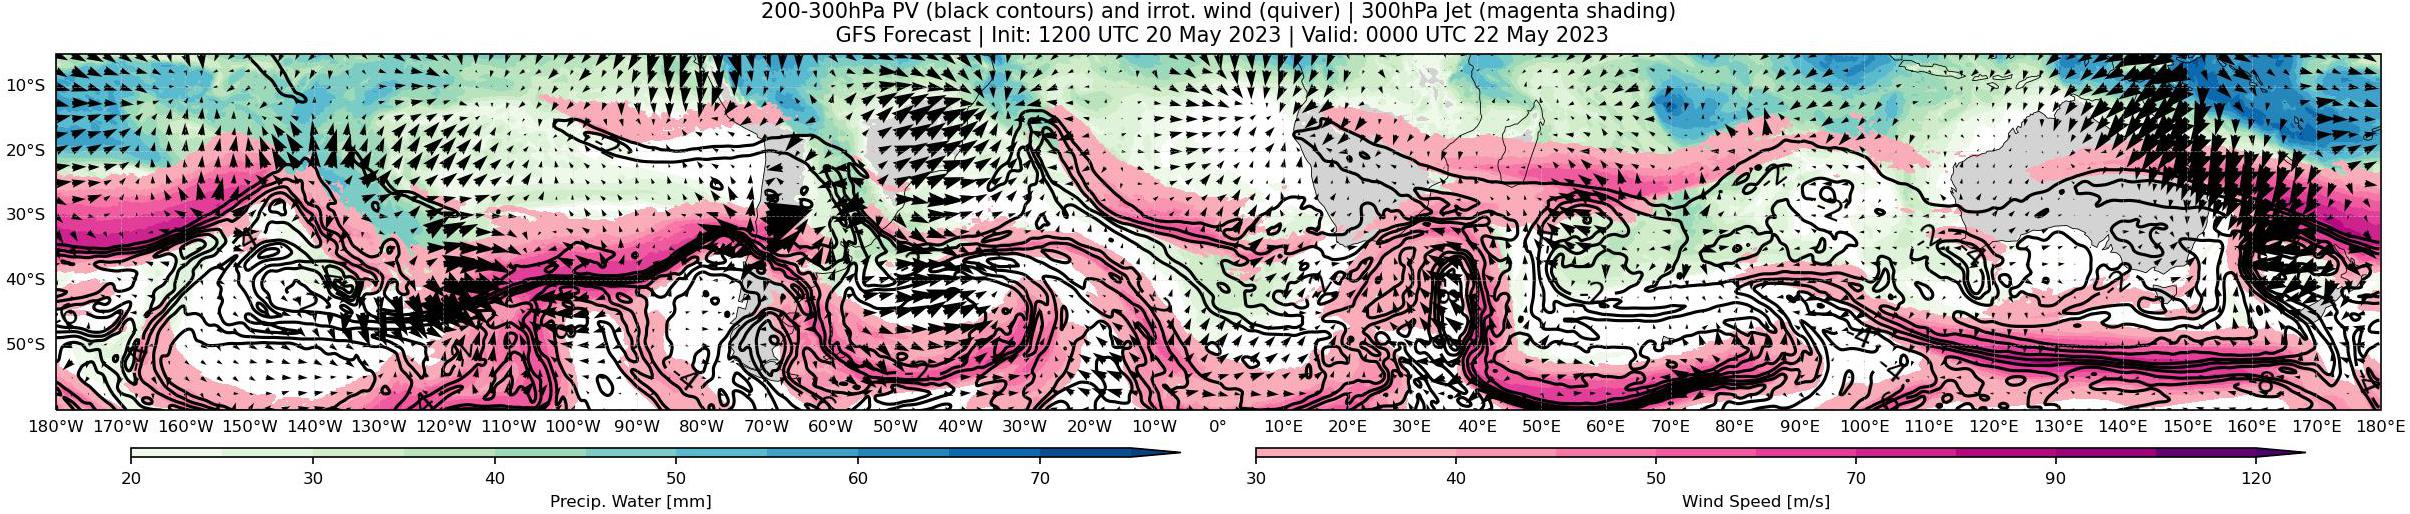 200-300hPa PV (black contours) and irrot. wind (quiver) | 300hPa Jet (magenta shading)
GFS Forecast | Init: 1200 UTC 20 May 2023 | Valid: 0000 UTC 22 May 2023
10°S
20°S
30°S
40°S
50°S
180°W 170°W 160°W 150°W 140°W 130°W 120°W 110°W 100°W 90°W 80°W 70°W 60°W 50°W 40°W 30°W 20°W 10°W 0° 10°E 20°E 30°E 40°E 50°E 60°E 70°E 80°E 90°E 100°E 110°E 120°E 130°E 140°E 150°E 160°E 170°E 180°E
20 30 40 50 60 70
Precip. Water [mm]
30 40 50 70 90 120
Wind Speed [m/s]